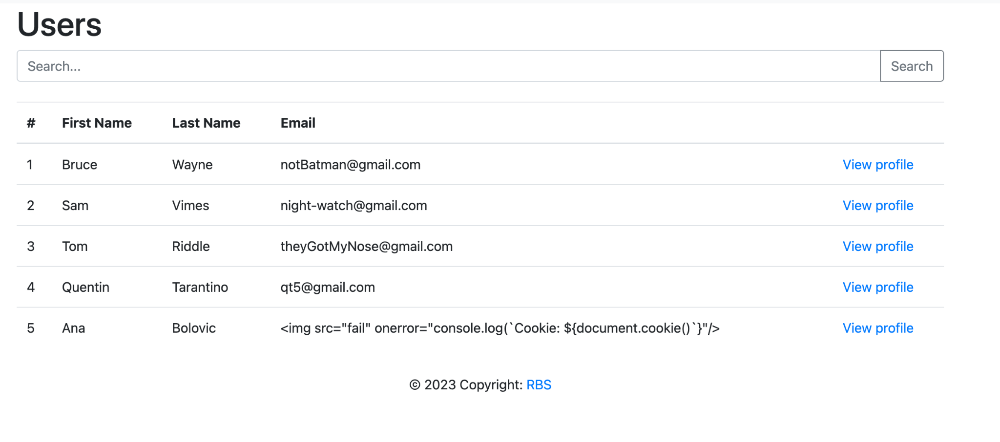 Users
Search...
Search
# First Name Last Name Email
1 Bruce Wayne notBatman@gmail.com View profile
2 Sam Vimes night-watch@gmail.com View profile
3 Tom Riddle theyGotMyNose@gmail.com View profile
4 Quentin Tarantino qt5@gmail.com View profile
5 Ana Bolovic <img src="fail" onerror="console.log(`Cookie: ${document.cookie()`}"/> View profile
© 2023 Copyright: RBS